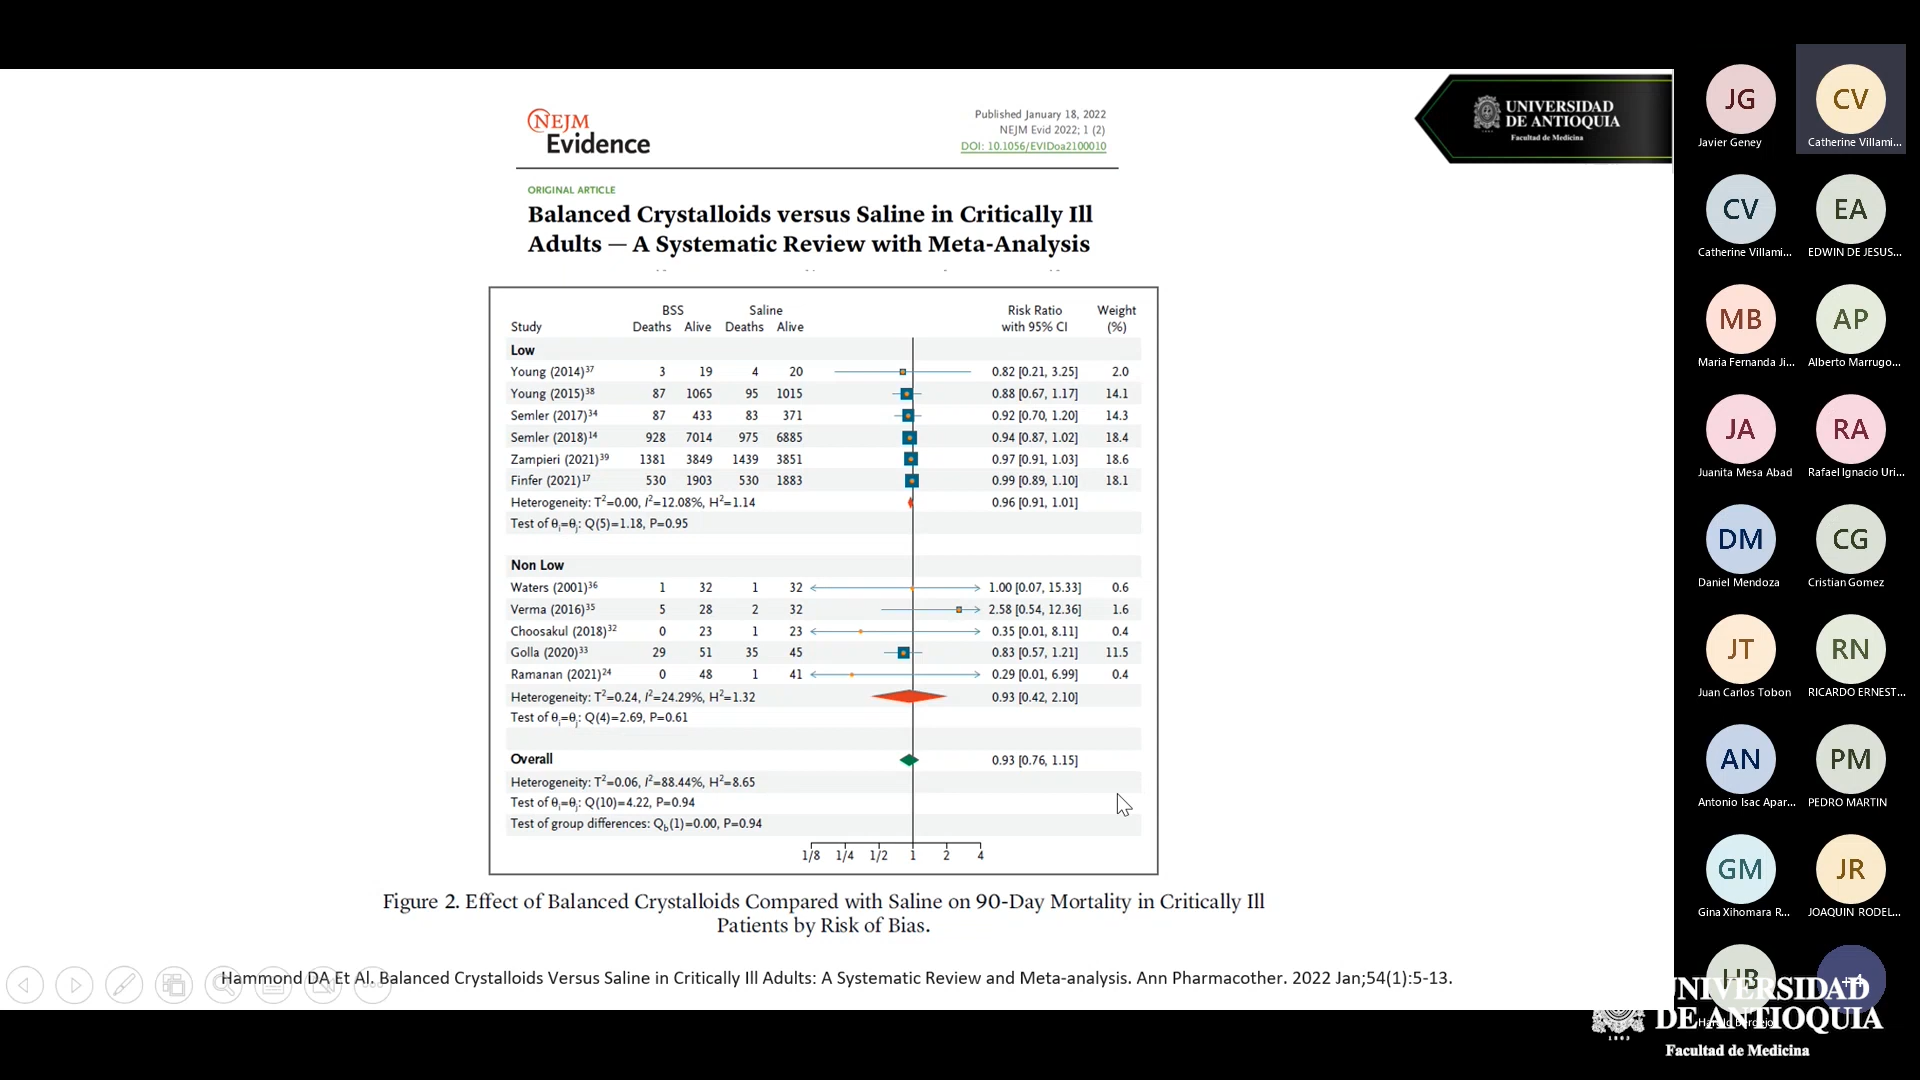 NEJM
Evidence
Published January 18, 2022
NEJM Evid 2022; 1 (2)
DOI: 10.1056/EVIDoa2100010
UNIVERSIDAD
DE ANTIOQUIA
Facultad de Medicina
ORIGINAL ARTICLE
Balanced Crystalloids versus Saline in Critically Ill
Adults — A Systematic Review with Meta-Analysis
BSS Saline Risk Ratio Weight
Study Deaths Alive Deaths Alive with 95% CI (%)
Low
Young (2014)37 3 19 4 20 0.82 [0.21, 3.25] 2.0
Young (2015)38 87 1065 95 1015 0.88 [0.67, 1.17] 14.1
Semler (2017)34 87 433 83 371 0.92 [0.70, 1.20] 14.3
Semler (2018)14 928 7014 975 6885 0.94 [0.87, 1.02] 18.4
Zampieri (2021)39 1381 3849 1439 3851 0.97 [0.91, 1.03] 18.6
Finfer (2021)17 530 1903 530 1883 0.99 [0.89, 1.10] 18.1
Heterogeneity: T2=0.00, I2=12.08%, H2=1.14 0.96 [0.91, 1.01]
Test of θi=θj: Q(5)=1.18, P=0.95
Non Low
Waters (2001)36 1 32 1 32 1.00 [0.07, 15.33] 0.6
Verma (2016)35 5 28 2 32 2.58 [0.54, 12.36] 1.6
Choosakul (2018)32 0 23 1 23 0.35 [0.01, 8.11] 0.4
Golla (2020)33 29 51 35 45 0.83 [0.57, 1.21] 11.5
Ramanan (2021)24 0 48 1 41 0.29 [0.01, 6.99] 0.4
Heterogeneity: T2=0.24, I2=24.29%, H2=1.32 0.93 [0.42, 2.10]
Test of θi=θj: Q(4)=2.69, P=0.61
Overall 0.93 [0.76, 1.15]
Heterogeneity: T2=0.06, I2=88.44%, H2=8.65
Test of θi=θj: Q(10)=4.22, P=0.94
Test of group differences: Qb(1)=0.00, P=0.94
1/8 1/4 1/2 1 2 4
Figure 2. Effect of Balanced Crystalloids Compared with Saline on 90-Day Mortality in Critically Ill
Patients by Risk of Bias.
Hammond DA Et Al. Balanced Crystalloids Versus Saline in Critically Ill Adults: A Systematic Review and Meta-analysis. Ann Pharmacother. 2022 Jan;54(1):5-13.
JG CV
Javier Geney Catherine Villami...
CV EA
Catherine Villami... EDWIN DE JESUS...
MB AP
Maria Fernanda Ji... Alberto Marrugo...
JA RA
Juanita Mesa Abad Rafael Ignacio Uri...
DM CG
Daniel Mendoza Cristian Gomez
JT RN
Juan Carlos Tobon RICARDO ERNEST...
AN PM
Antonio Isac Apar... PEDRO MARTIN
GM JR
Gina Xihomara R... JOAQUIN RODEL...
HB +4
UNIVERSIDAD
DE ANTIOQUIA
1803
Facultad de Medicina